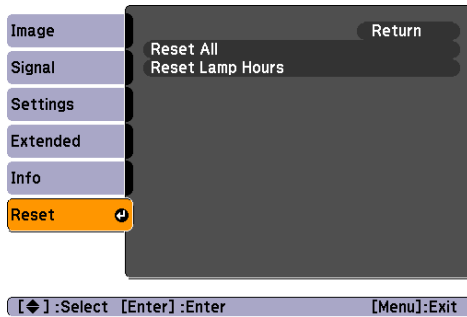 Image
Signal
Settings
Extended
Info
Reset
Return
Reset All
Reset Lamp Hours
[◆] :Select [Enter] :Enter [Menu]:Exit